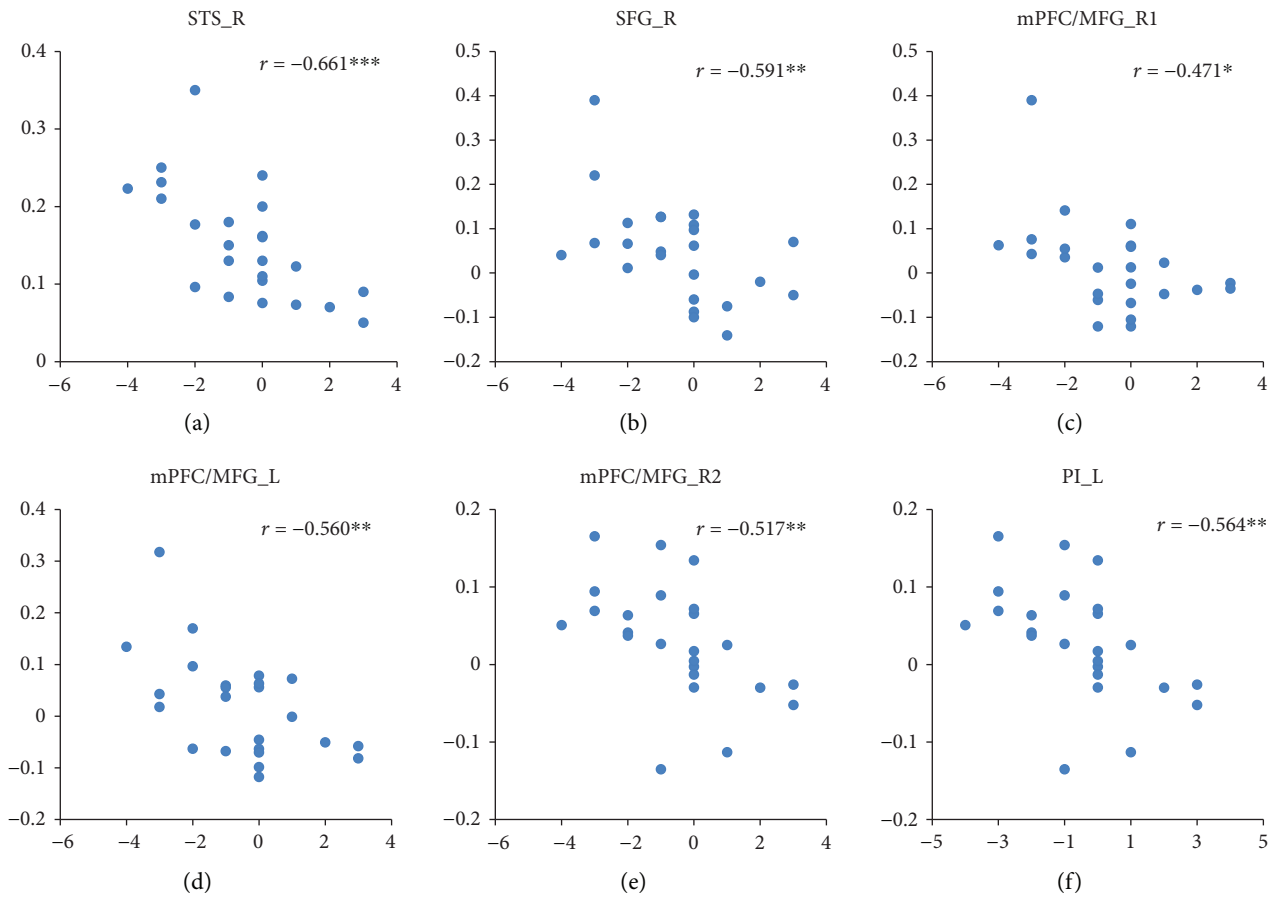 STS_R
r = −0.661***
0.4
0.3
0.2
0.1
0
−6 −4 −2 0 2 4
(a)
SFG_R
r = −0.591**
0.5
0.4
0.3
0.2
0.1
0
−0.1
−0.2
−6 −4 −2 0 2 4
(b)
mPFC/MFG_R1
r = −0.471*
0.5
0.4
0.3
0.2
0.1
0
−0.1
−0.2
−6 −4 −2 0 2 4
(c)
mPFC/MFG_L
r = −0.560**
0.4
0.3
0.2
0.1
0
−0.1
−0.2
−6 −4 −2 0 2 4
(d)
mPFC/MFG_R2
r = −0.517**
0.2
0.1
0
−0.1
−0.2
−6 −4 −2 0 2 4
(e)
PI_L
r = −0.564**
0.2
0.1
0
−0.1
−0.2
−5 −3 −1 1 3 5
(f)